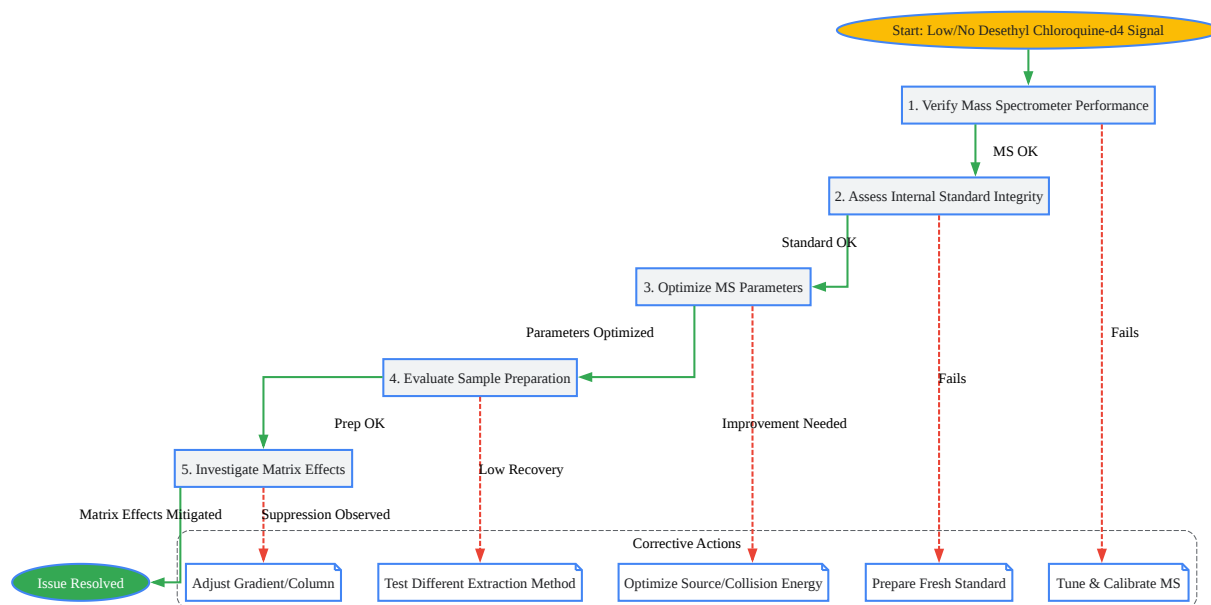 Start: Low/No Desethyl Chloroquine-d4 Signal
1. Verify Mass Spectrometer Performance
MS OK
2. Assess Internal Standard Integrity
Standard OK
3. Optimize MS Parameters
Parameters Optimized
Fails
4. Evaluate Sample Preparation
Fails
Prep OK
Improvement Needed
5. Investigate Matrix Effects
Low Recovery
Matrix Effects Mitigated
Suppression Observed
Corrective Actions
Issue Resolved
Adjust Gradient/Column
Test Different Extraction Method
Optimize Source/Collision Energy
Prepare Fresh Standard
Tune & Calibrate MS